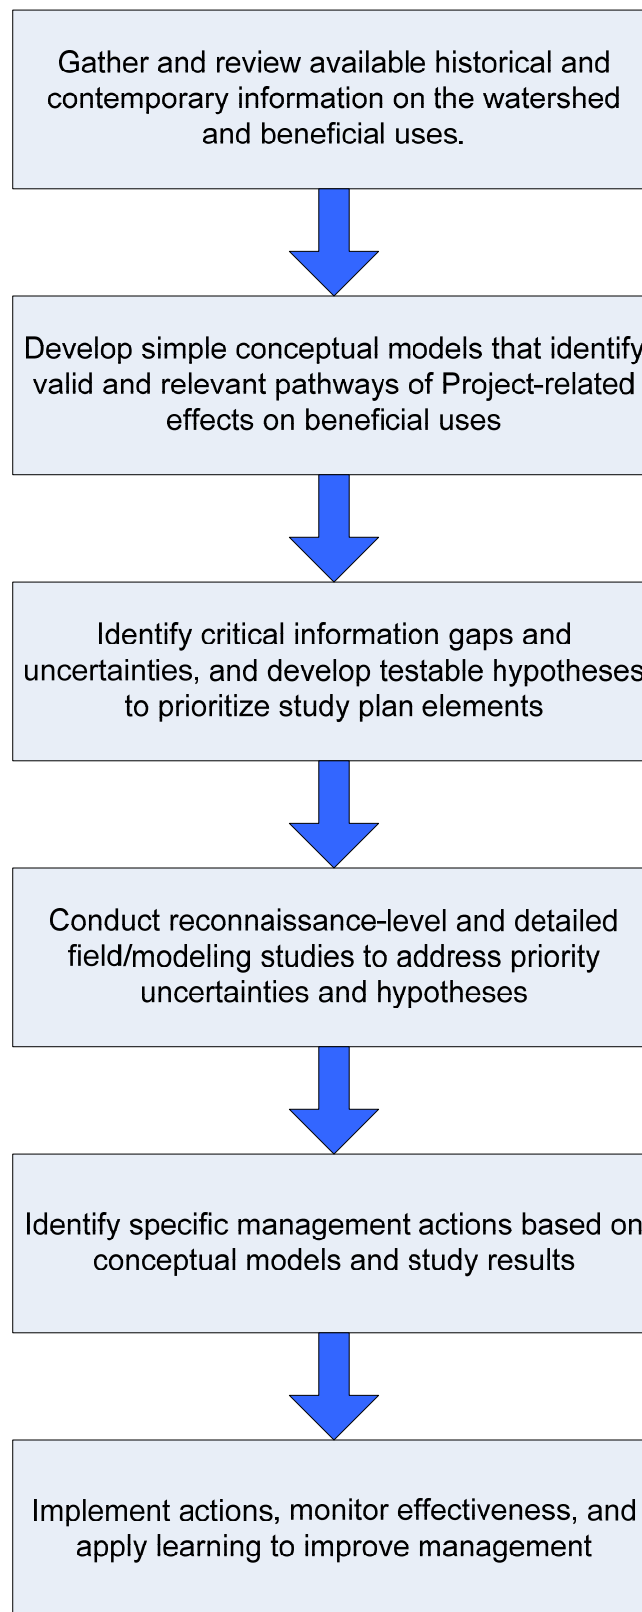 Gather and review available historical and
contemporary information on the watershed
and beneficial uses.
Develop simple conceptual models that identify
valid and relevant pathways of Project-related
effects on beneficial uses
Identify critical information gaps and
uncertainties, and develop testable hypotheses
to prioritize study plan elements
Conduct reconnaissance-level and detailed
field/modeling studies to address priority
uncertainties and hypotheses
Identify specific management actions based on
conceptual models and study results
Implement actions, monitor effectiveness, and
apply learning to improve management